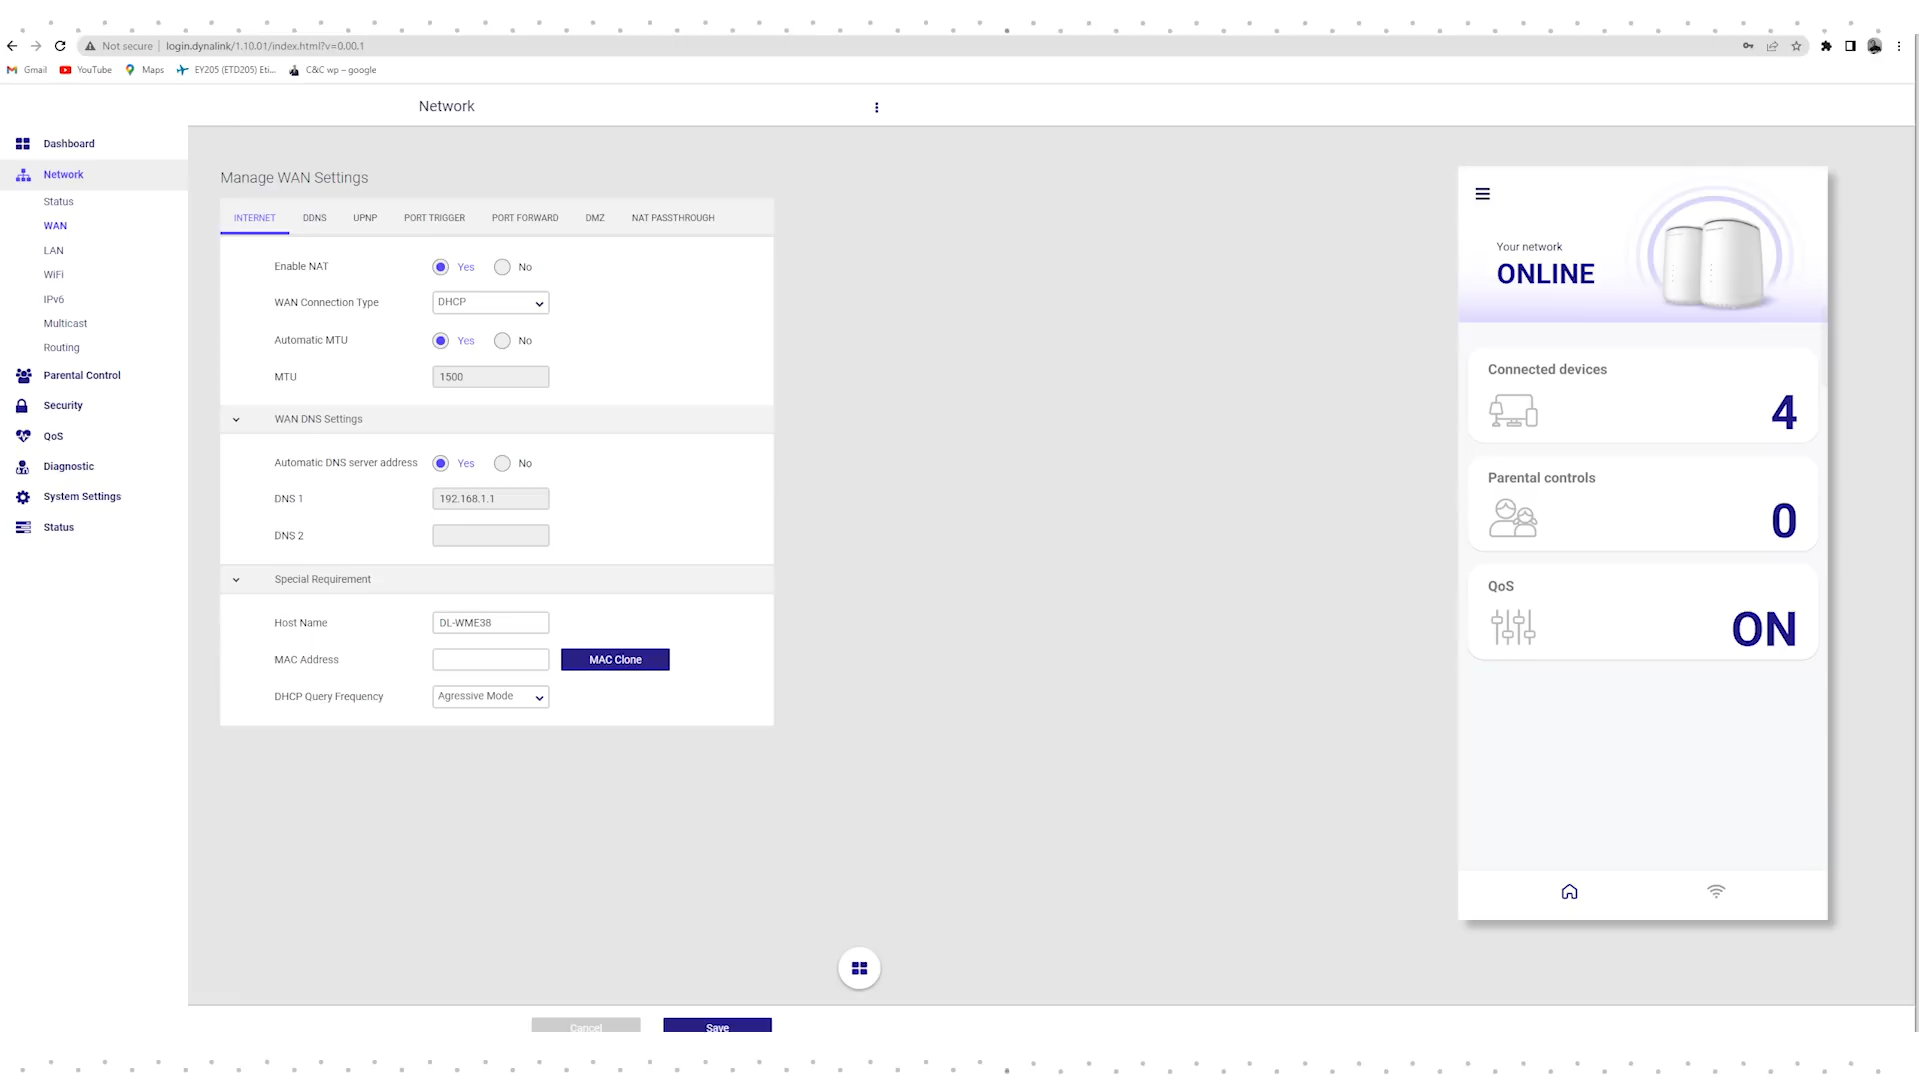 Not secure | login.dynalink/1.10.01/index.html?v=0.00.1
Gmail YouTube Maps EY205 (ETD205) Eti... C&C wp – google
Network
Dashboard
Network
Status
WAN
LAN
WiFi
IPv6
Multicast
Routing
Parental Control
Security
QoS
Diagnostic
System Settings
Status
Manage WAN Settings
INTERNET DDNS UPNP PORT TRIGGER PORT FORWARD DMZ NAT PASSTHROUGH
Enable NAT Yes No
WAN Connection Type DHCP
Automatic MTU Yes No
MTU 1500
WAN DNS Settings
Automatic DNS server address Yes No
DNS 1 192.168.1.1
DNS 2
Special Requirement
Host Name DL-WME38
MAC Address MAC Clone
DHCP Query Frequency Agressive Mode
Cancel Save
Your network
ONLINE
Connected devices
4
Parental controls
0
QoS
ON